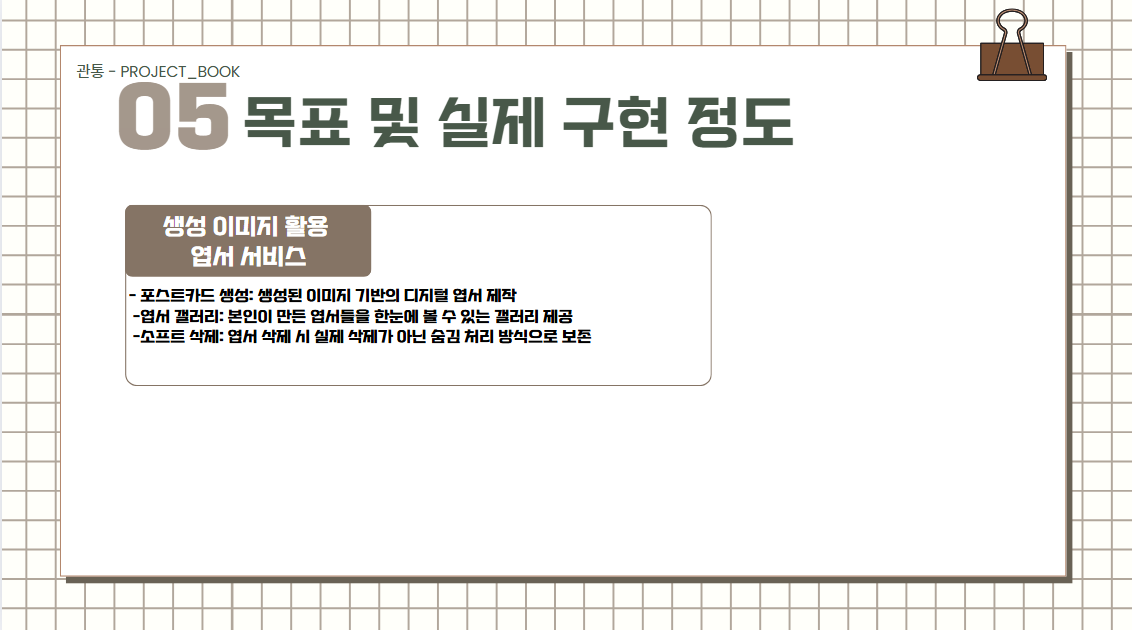 관통 - PROJECT_BOOK
05 목표 및 실제 구현 정도
생성 이미지 활용
엽서 서비스
- 포스트카드 생성: 생성된 이미지 기반의 디지털 엽서 제작
-엽서 갤러리: 본인이 만든 엽서들을 한눈에 볼 수 있는 갤러리 제공
-소프트 삭제: 엽서 삭제 시 실제 삭제가 아닌 숨김 처리 방식으로 보존